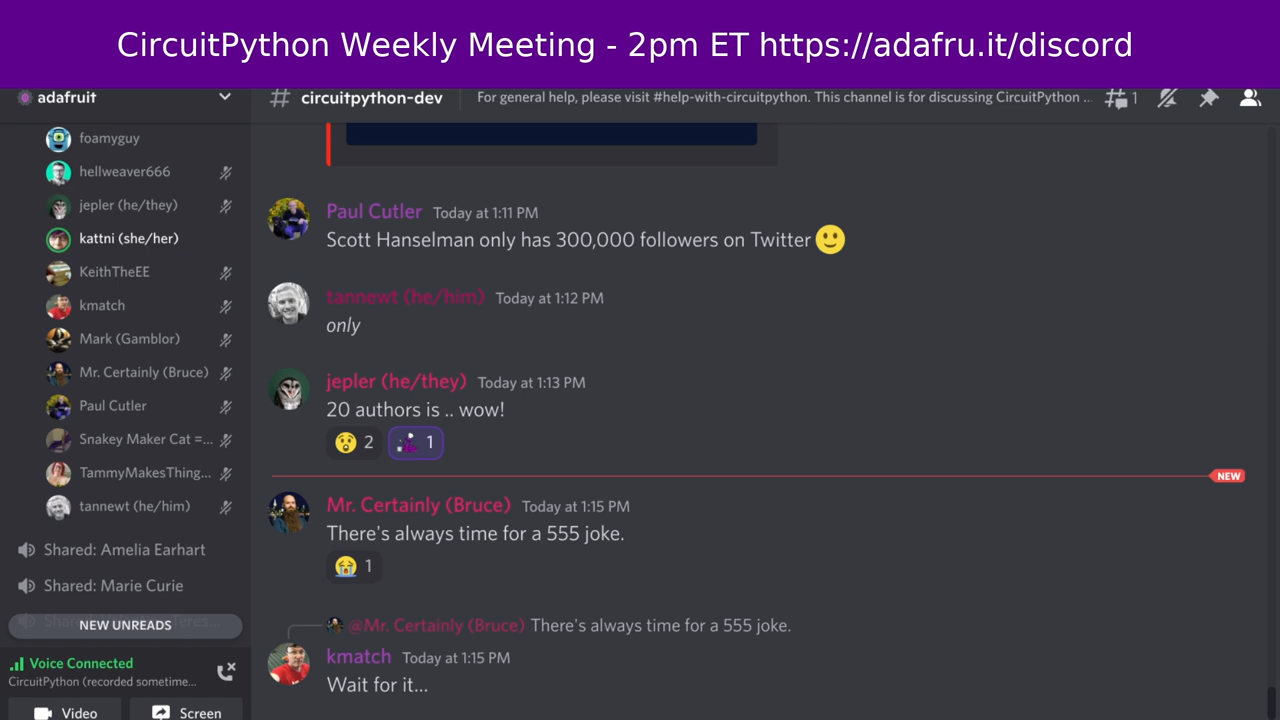 CircuitPython Weekly Meeting - 2pm ET https://adafru.it/discord
adafruit
foamyguy
hellweaver666
jepler (he/they)
kattni (she/her)
KeithTheEE
kmatch
Mark (Gamblor)
Mr. Certainly (Bruce)
Paul Cutler
Snakey Maker Cat =...
TammyMakesThing...
tannewt (he/him)
Shared: Amelia Earhart
Shared: Marie Curie
NEW UNREADS
Voice Connected
CircuitPython (recorded sometime...
Video Screen
# circuitpython-dev For general help, please visit #help-with-circuitpython. This channel is for discussing CircuitPython ... 1
Paul Cutler Today at 1:11 PM
Scott Hanselman only has 300,000 followers on Twitter
tannewt (he/him) Today at 1:12 PM
only
jepler (he/they) Today at 1:13 PM
20 authors is .. wow!
2 1
NEW
Mr. Certainly (Bruce) Today at 1:15 PM
There's always time for a 555 joke.
1
@Mr. Certainly (Bruce) There's always time for a 555 joke.
kmatch Today at 1:15 PM
Wait for it...